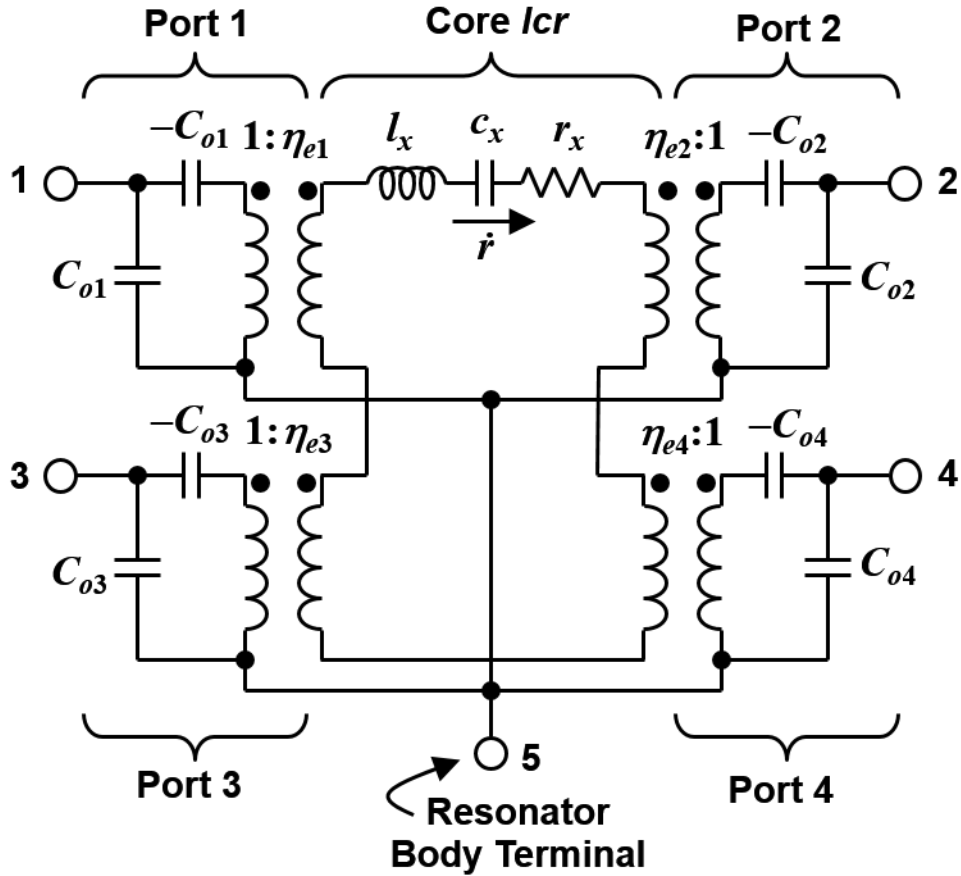 Port 1
Core lcr
Port 2
−Cₒ₁ 1:ηₑ₁
lₓ
cₓ
rₓ
ηₑ₂:1 −Cₒ₂
1
2
ṙ
Cₒ₁
Cₒ₂
−Cₒ₃ 1:ηₑ₃
ηₑ₄:1 −Cₒ₄
3
4
Cₒ₃
Cₒ₄
5
Port 3
Port 4
Resonator
Body Terminal